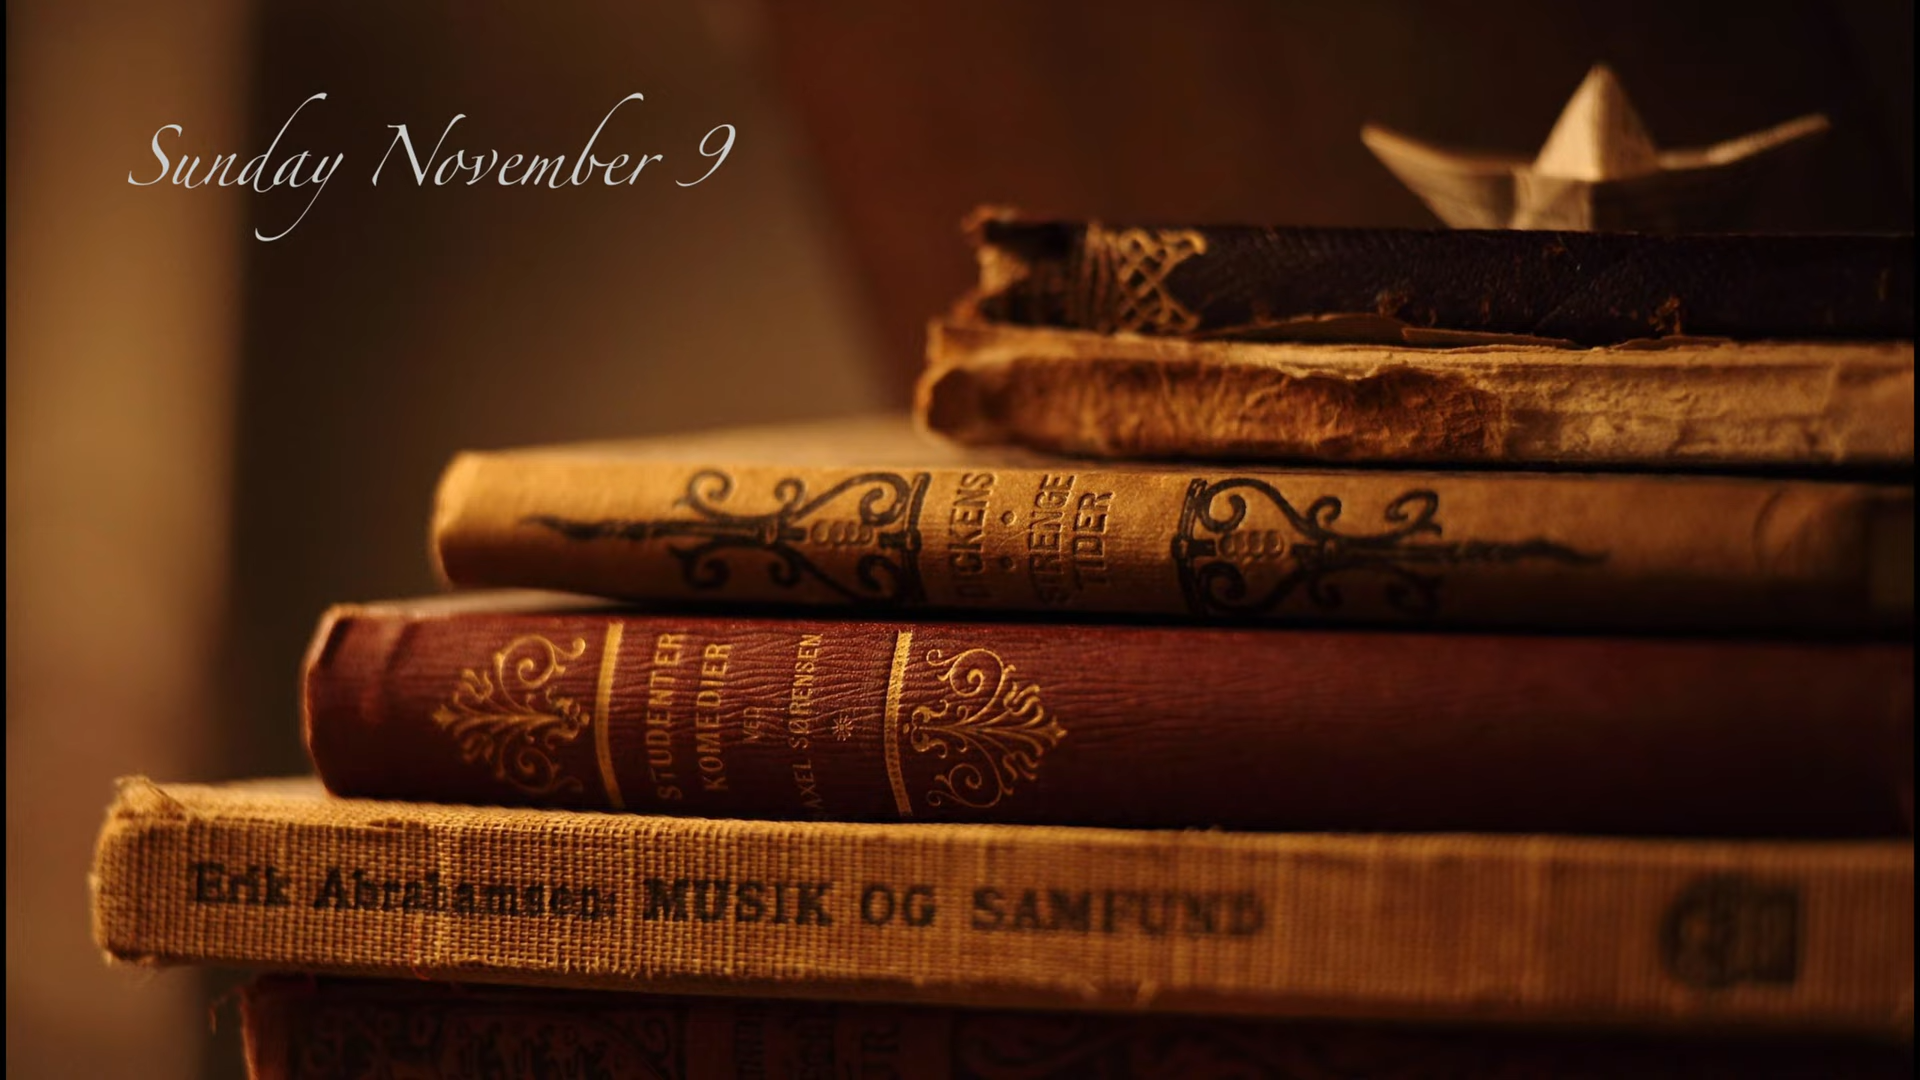 Sunday November 9
DICKENS
STRENGE
TIDER
STUDENTER
KOMEDIER
VED
AXEL SØRENSEN
Erik Abrahamsen: MUSIK OG SAMFUND